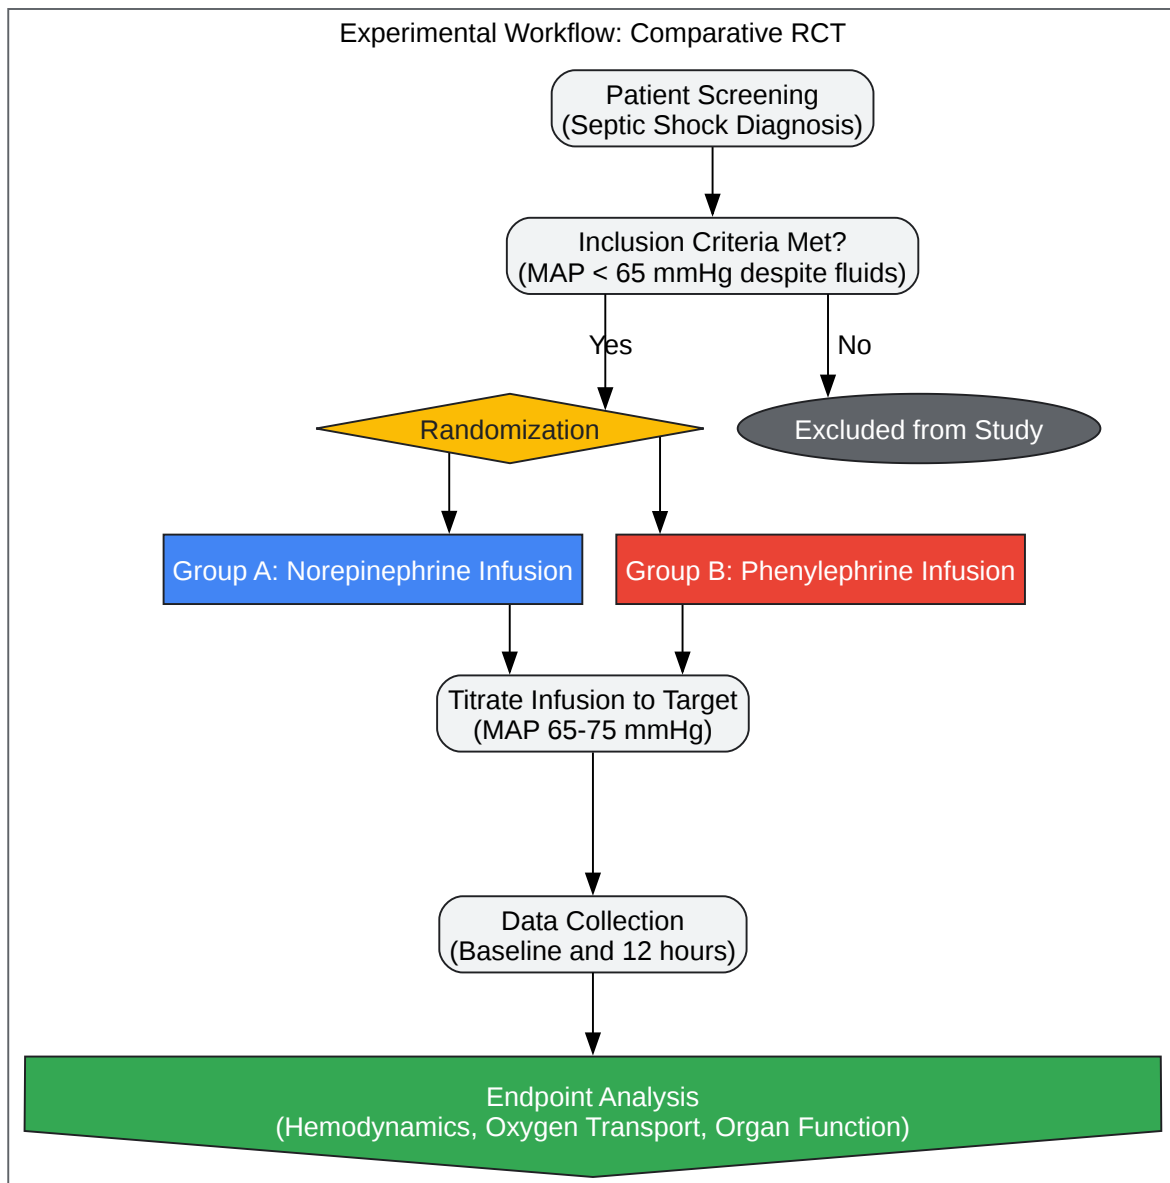 Experimental Workflow: Comparative RCT
Patient Screening
(Septic Shock Diagnosis)
Inclusion Criteria Met?
(MAP < 65 mmHg despite fluids)
Yes
No
Randomization
Excluded from Study
Group A: Norepinephrine Infusion
Group B: Phenylephrine Infusion
Titrate Infusion to Target
(MAP 65-75 mmHg)
Data Collection
(Baseline and 12 hours)
Endpoint Analysis
(Hemodynamics, Oxygen Transport, Organ Function)